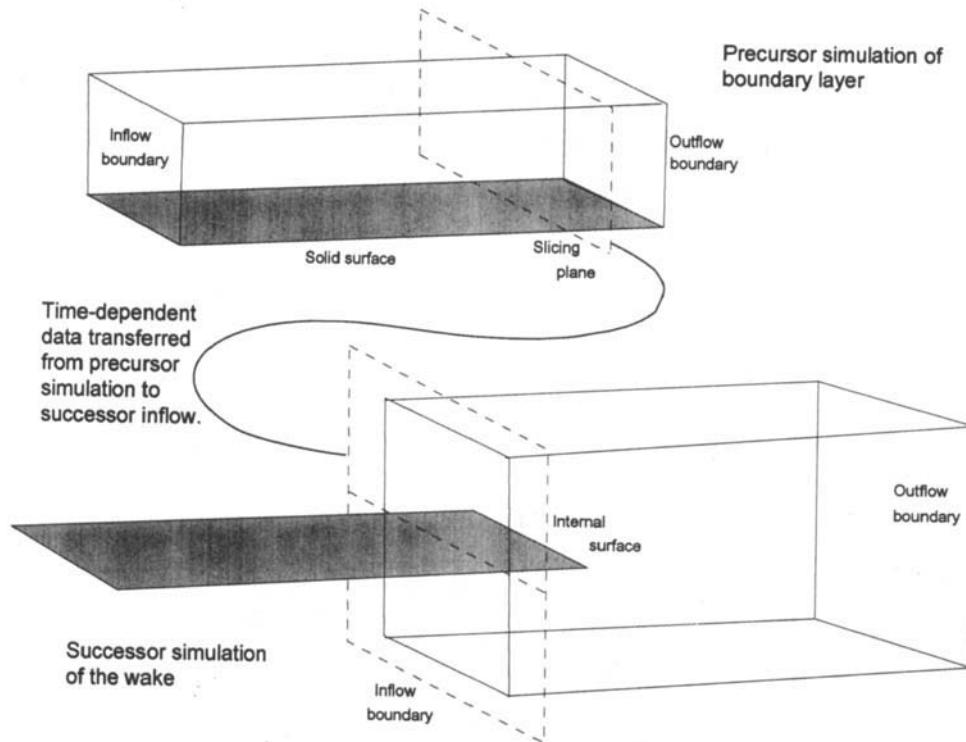 Precursor simulation of
boundary layer
Inflow
boundary
Outflow
boundary
Solid surface
Slicing
plane
Time-dependent
data transferred
from precursor
simulation to
successor inflow.
Internal
surface
Outflow
boundary
Successor simulation
of the wake
Inflow
boundary